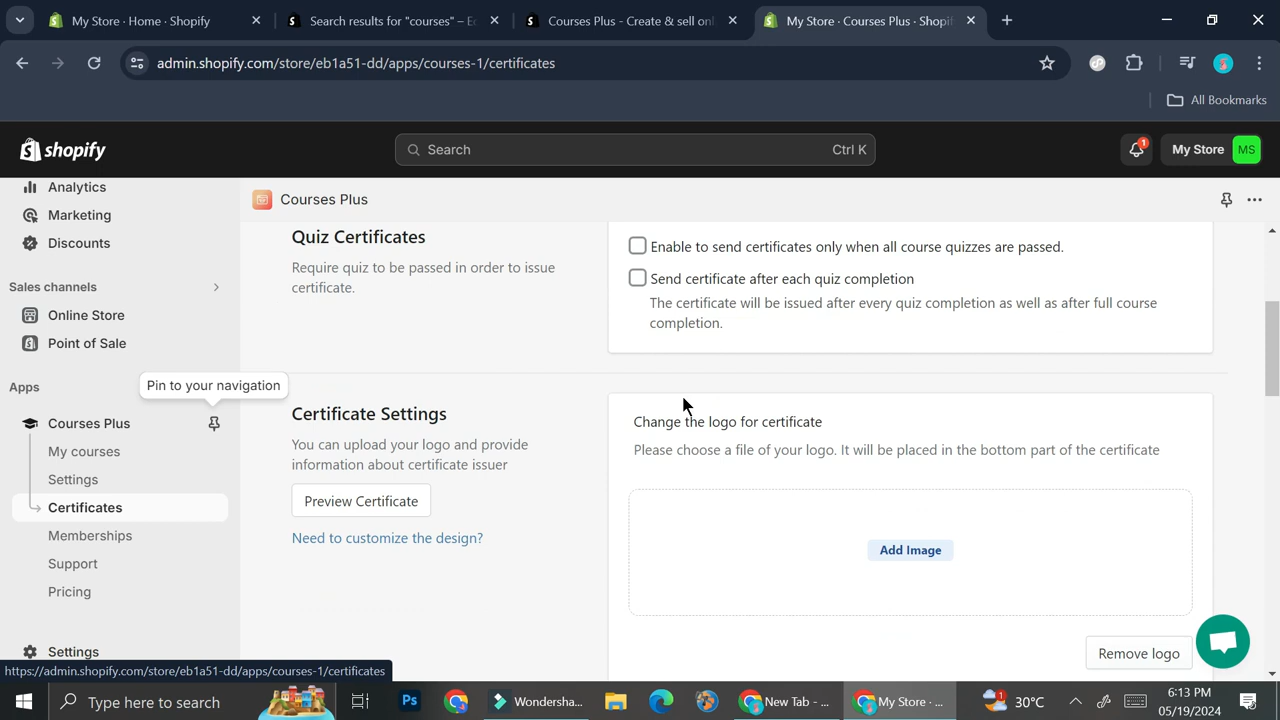 My Store · Home · Shopify
Search results for "courses" – Ec
Courses Plus - Create & sell onl
My Store · Courses Plus · Shopif
admin.shopify.com/store/eb1a51-dd/apps/courses-1/certificates
All Bookmarks
shopify
Search
Ctrl K
1
My Store
MS
Analytics
Marketing
Discounts
Sales channels
Online Store
Point of Sale
Apps
Pin to your navigation
Courses Plus
My courses
Settings
Certificates
Memberships
Support
Pricing
Settings
https://admin.shopify.com/store/eb1a51-dd/apps/courses-1/certificates
Courses Plus
Quiz Certificates
Require quiz to be passed in order to issue
certificate.
Enable to send certificates only when all course quizzes are passed.
Send certificate after each quiz completion
The certificate will be issued after every quiz completion as well as after full course
completion.
Certificate Settings
You can upload your logo and provide
information about certificate issuer
Preview Certificate
Need to customize the design?
Change the logo for certificate
Please choose a file of your logo. It will be placed in the bottom part of the certificate
Add Image
Remove logo
Type here to search
Ps
Wondersha...
New Tab - ...
My Store · ...
30°C
6:13 PM
05/19/2024